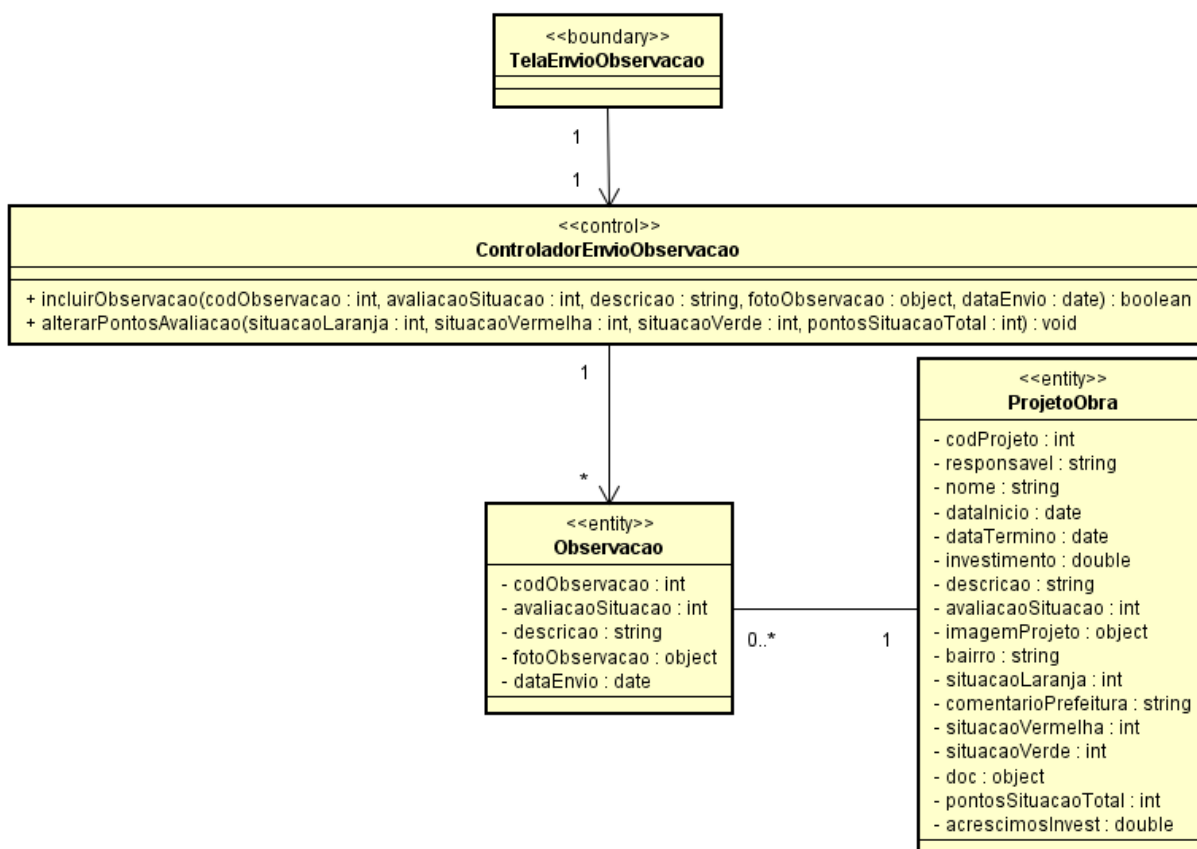 <<boundary>>
TelaEnvioObservacao
1
1
<<control>>
ControladorEnvioObservacao
+ incluirObservacao(codObservacao : int, avaliacaoSituacao : int, descricao : string, fotoObservacao : object, dataEnvio : date) : boolean
+ alterarPontosAvaliacao(situacaoLaranja : int, situacaoVermelha : int, situacaoVerde : int, pontosSituacaoTotal : int) : void
1
*
<<entity>>
Observacao
- codObservacao : int
- avaliacaoSituacao : int
- descricao : string
- fotoObservacao : object
- dataEnvio : date
0..*
1
<<entity>>
ProjetoObra
- codProjeto : int
- responsavel : string
- nome : string
- dataInicio : date
- dataTermino : date
- investimento : double
- descricao : string
- avaliacaoSituacao : int
- imagemProjeto : object
- bairro : string
- situacaoLaranja : int
- comentarioPrefeitura : string
- situacaoVermelha : int
- situacaoVerde : int
- doc : object
- pontosSituacaoTotal : int
- acrescimosInvest : double